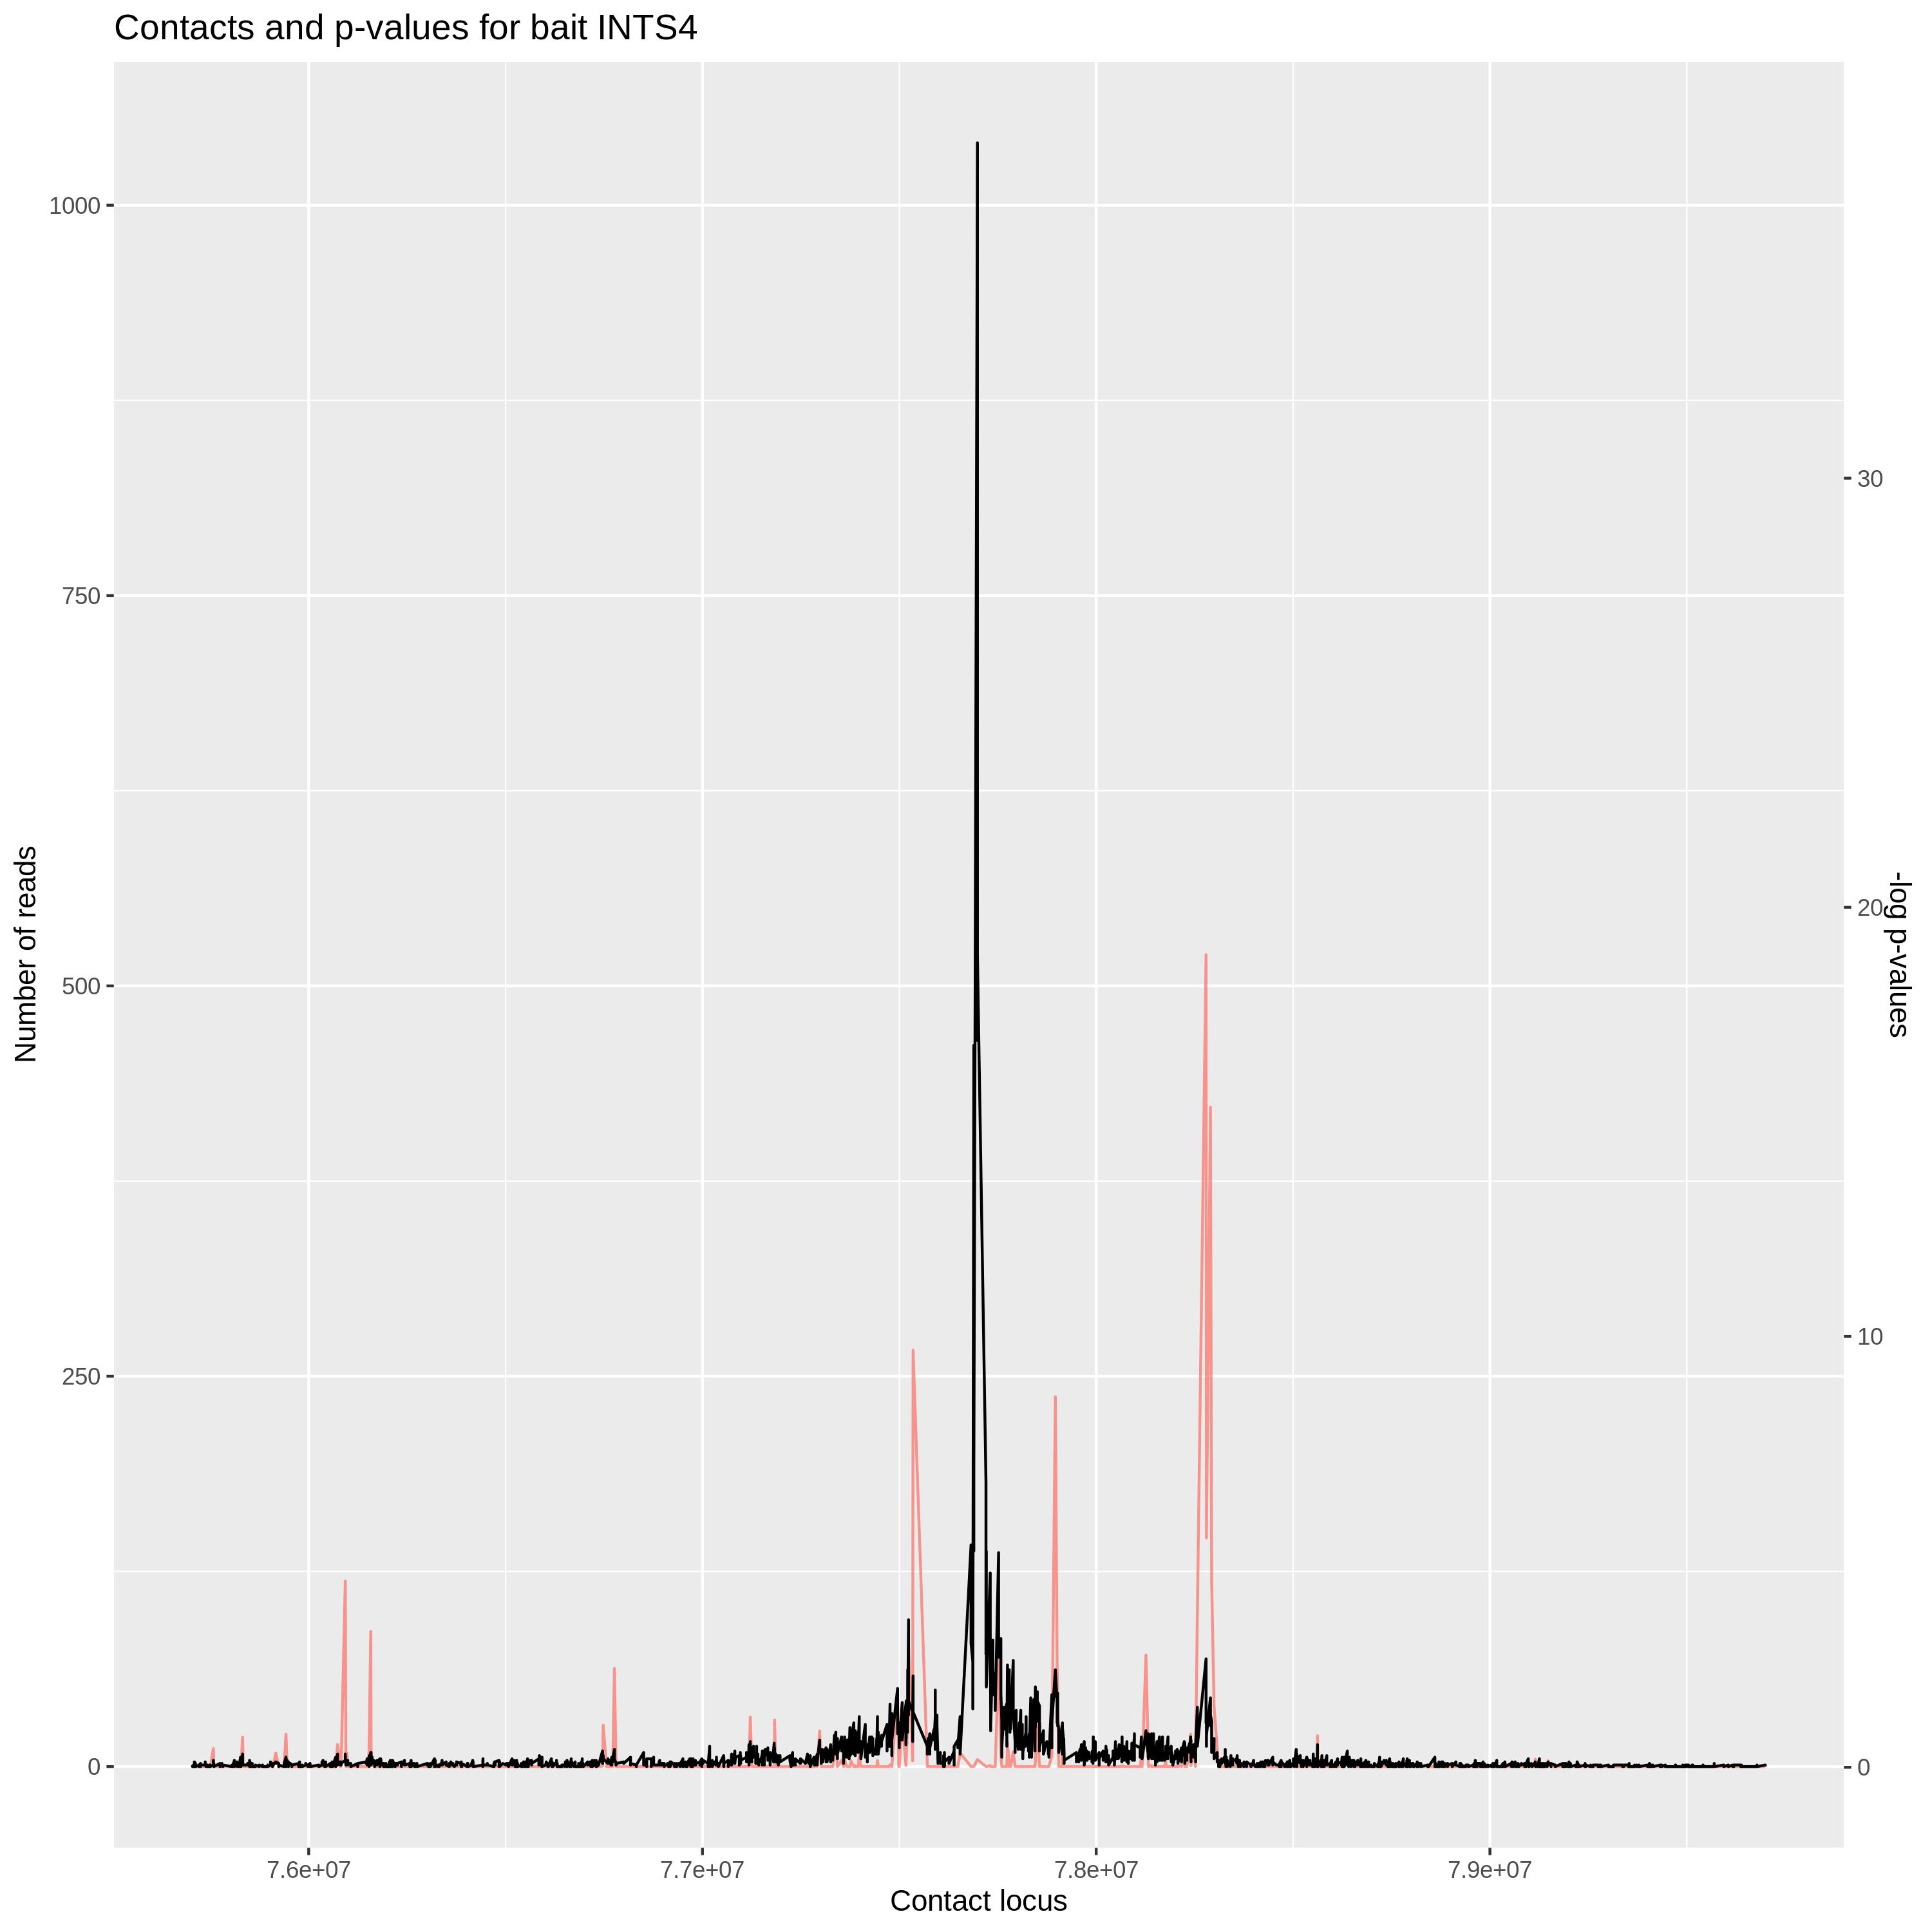 Contacts and p-values for bait INTS4
1000
750
500
250
0
Number of reads
30
20
10
0
-log p-values
7.6e+07
7.7e+07
7.8e+07
7.9e+07
Contact locus